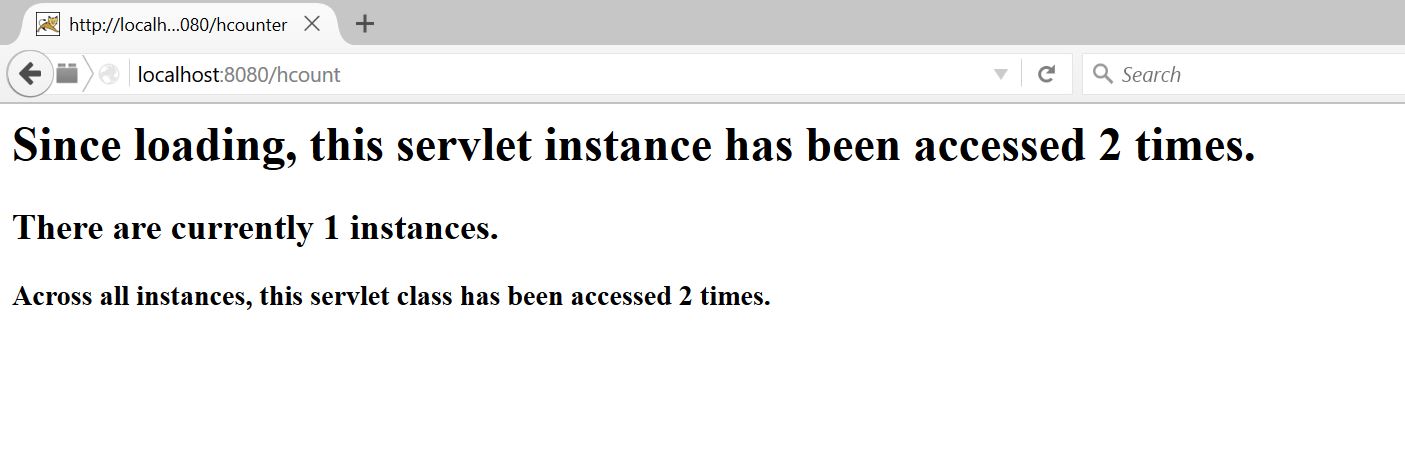 http://localh...080/hcounter
localhost:8080/hcount
Search
Since loading, this servlet instance has been accessed 2 times.
There are currently 1 instances.
Across all instances, this servlet class has been accessed 2 times.